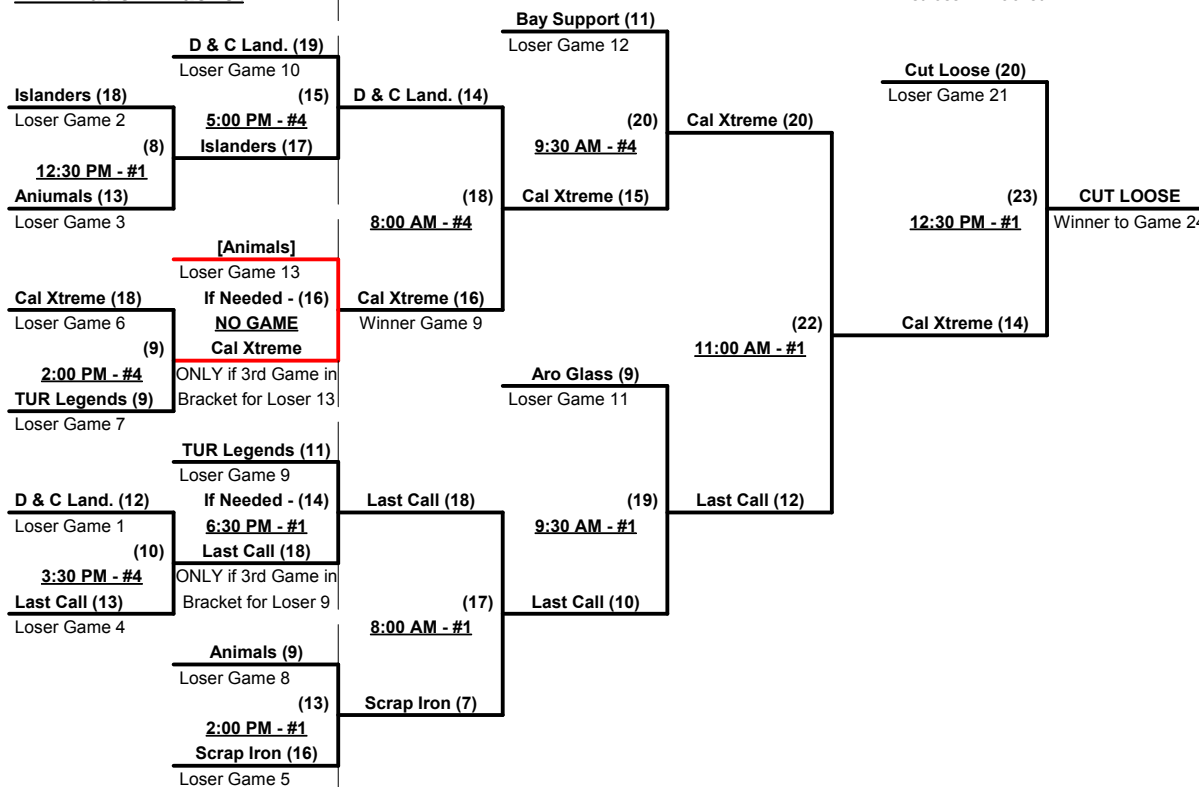 Bay Support (11)
Loser Game 12
D & C Land. (19)
Loser Game 10
Cut Loose (20)
Loser Game 21
Islanders (18)
Loser Game 2
(15)
5:00 PM - #4
D & C Land. (14)
(8)
12:30 PM - #1
Islanders (17)
(20)
9:30 AM - #4
Cal Xtreme (20)
Aniumals (13)
Loser Game 3
(18)
8:00 AM - #4
Cal Xtreme (15)
(23)
12:30 PM - #1
CUT LOOSE
Winner to Game 24
[Animals]
Loser Game 13
Cal Xtreme (18)
Loser Game 6
If Needed - (16)
NO GAME
Cal Xtreme
Cal Xtreme (16)
Winner Game 9
(9)
2:00 PM - #4
ONLY if 3rd Game in
Bracket for Loser 13
TUR Legends (9)
Loser Game 7
(22)
11:00 AM - #1
Cal Xtreme (14)
Aro Glass (9)
Loser Game 11
TUR Legends (11)
Loser Game 9
D & C Land. (12)
Loser Game 1
If Needed - (14)
6:30 PM - #1
Last Call (18)
Last Call (18)
(10)
3:30 PM - #4
ONLY if 3rd Game in
Bracket for Loser 9
(19)
9:30 AM - #1
Last Call (12)
Last Call (13)
Loser Game 4
(17)
8:00 AM - #1
Last Call (10)
Animals (9)
Loser Game 8
(13)
2:00 PM - #1
Scrap Iron (7)
Scrap Iron (16)
Loser Game 5